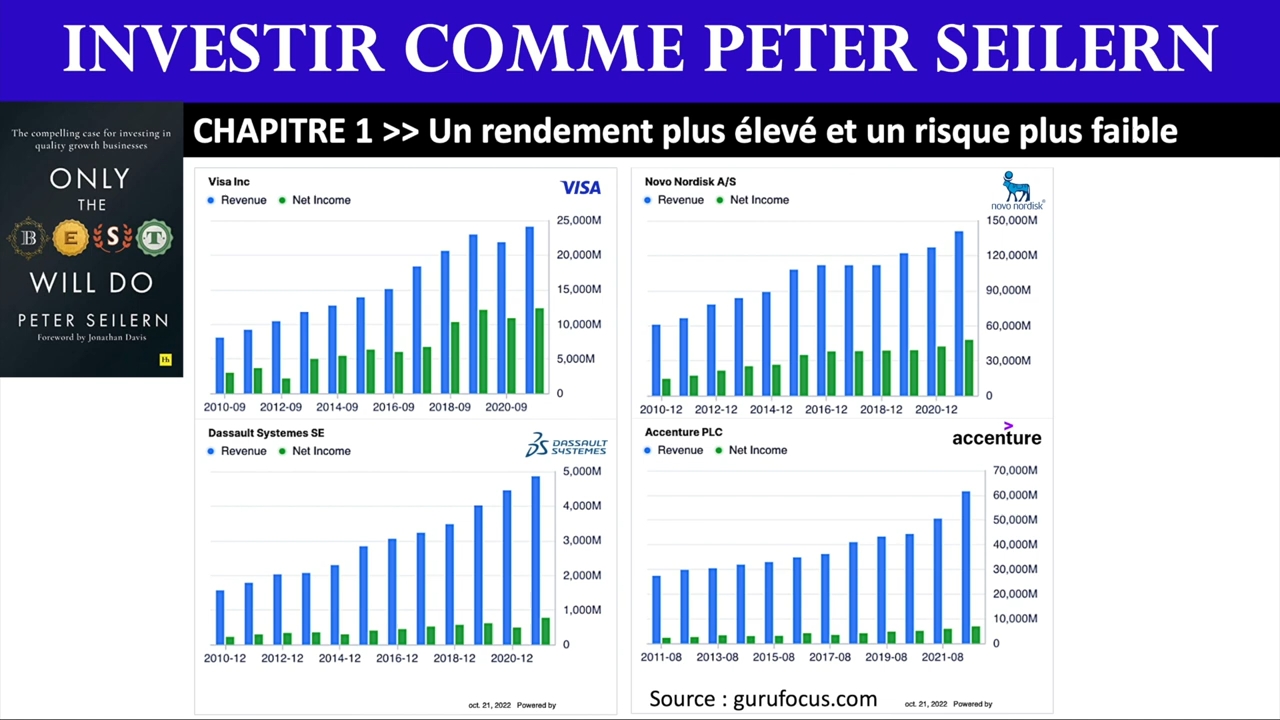 INVESTIR COMME PETER SEILERN
The compelling case for investing in
quality growth businesses
ONLY
THE
BEST
WILL DO
PETER SEILERN
Foreword by Jonathan Davis
Hh
CHAPITRE 1 >> Un rendement plus élevé et un risque plus faible
Visa Inc
VISA
Revenue Net Income
25,000M
20,000M
15,000M
10,000M
5,000M
0
2010-09 2012-09 2014-09 2016-09 2018-09 2020-09
Novo Nordisk A/S
novo nordisk®
Revenue Net Income
150,000M
120,000M
90,000M
60,000M
30,000M
0
2010-12 2012-12 2014-12 2016-12 2018-12 2020-12
Dassault Systemes SE
DASSAULT
SYSTEMES
Revenue Net Income
5,000M
4,000M
3,000M
2,000M
1,000M
0
2010-12 2012-12 2014-12 2016-12 2018-12 2020-12
oct. 21, 2022 Powered by
Accenture PLC
accenture
>
Revenue Net Income
70,000M
60,000M
50,000M
40,000M
30,000M
20,000M
10,000M
0
2011-08 2013-08 2015-08 2017-08 2019-08 2021-08
Source : gurufocus.com
oct. 21, 2022 Powered by